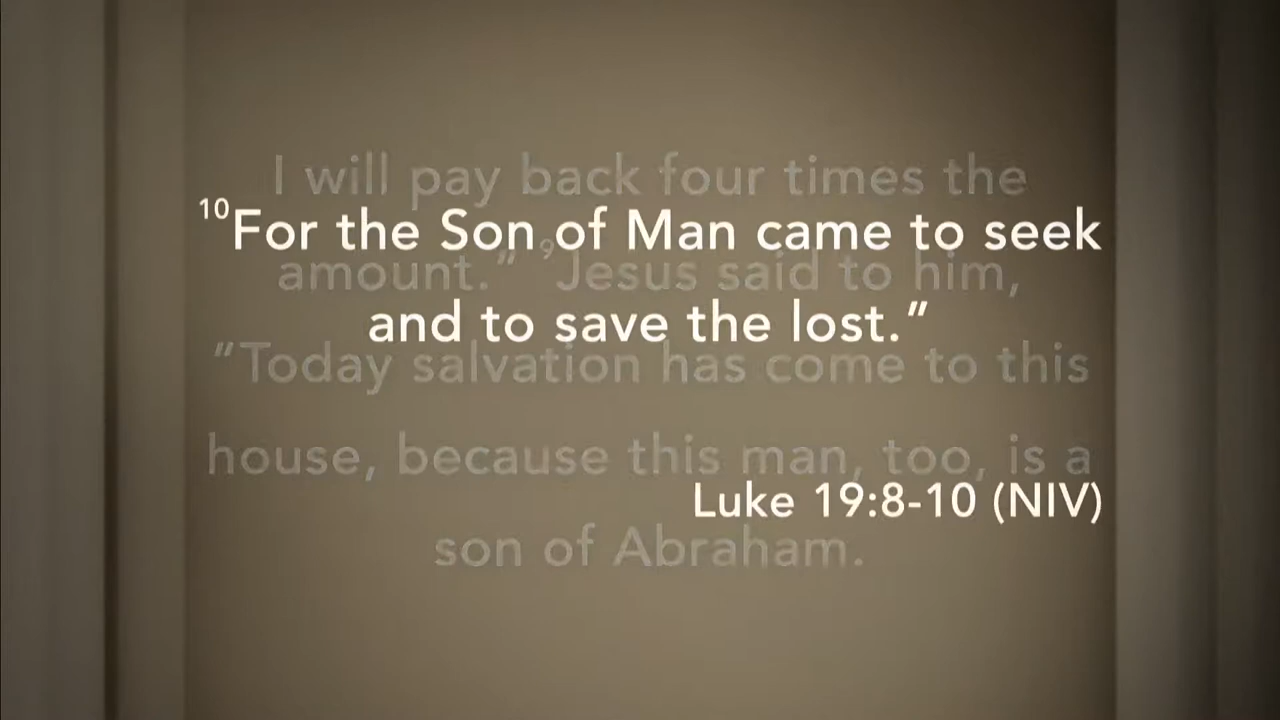 I will pay back four times the
¹⁰For the Son of Man came to seek
amount.” ⁹Jesus said to him,
and to save the lost.”
“Today salvation has come to this
house, because this man, too, is a
Luke 19:8-10 (NIV)
son of Abraham.